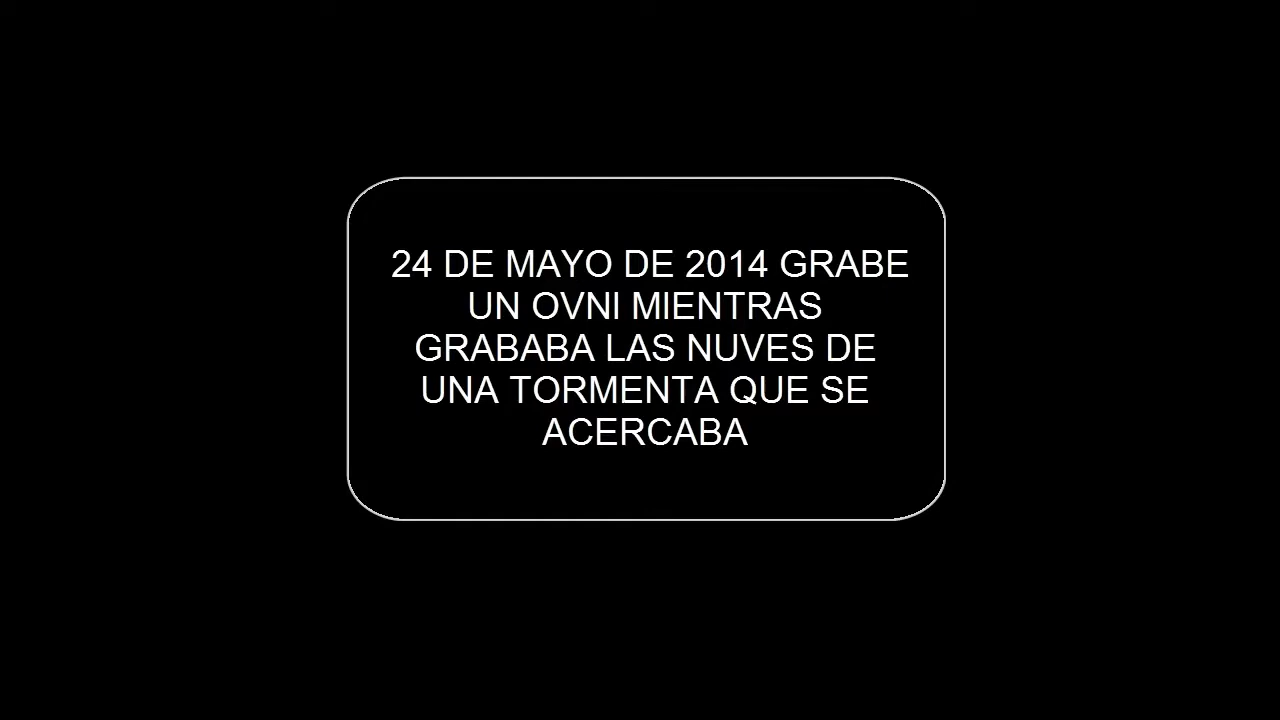 24 DE MAYO DE 2014 GRABE
UN OVNI MIENTRAS
GRABABA LAS NUVES DE
UNA TORMENTA QUE SE
ACERCABA